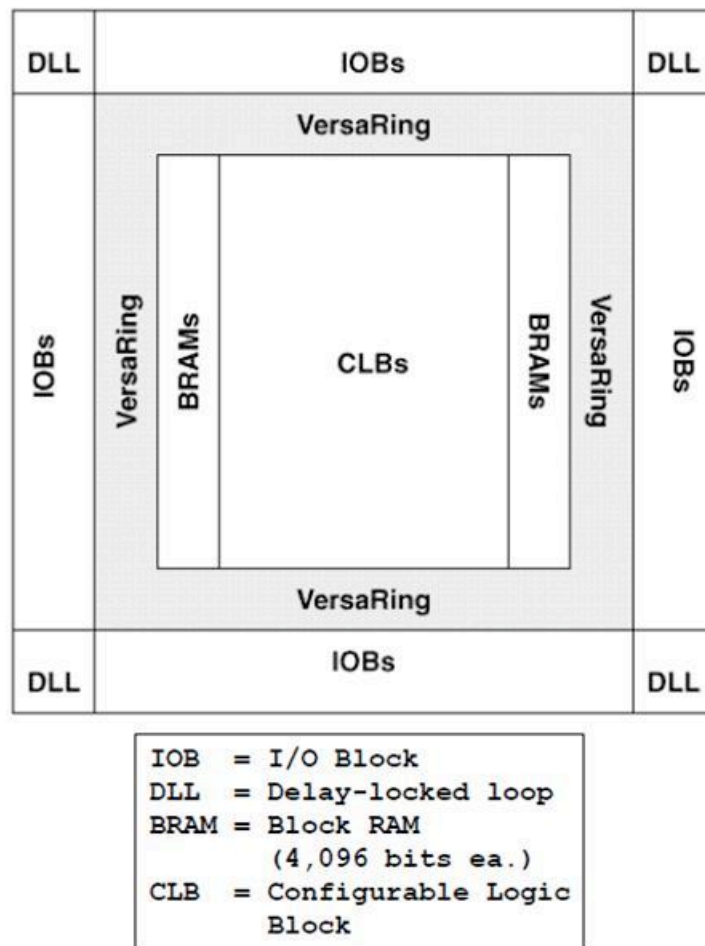 DLL IOBs DLL
VersaRing
IOBs VersaRing BRAMs CLBs BRAMs VersaRing IOBs
VersaRing
DLL IOBs DLL
IOB = I/O Block
DLL = Delay-locked loop
BRAM = Block RAM
(4,096 bits ea.)
CLB = Configurable Logic
Block